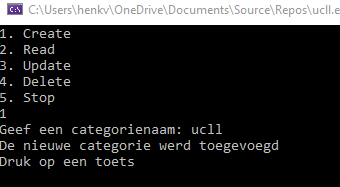 C:\Users\henkv\OneDrive\Documents\Source\Repos\ucll.e
1. Create
2. Read
3. Update
4. Delete
5. Stop
1
Geef een categorienaam: ucll
De nieuwe categorie werd toegevoegd
Druk op een toets